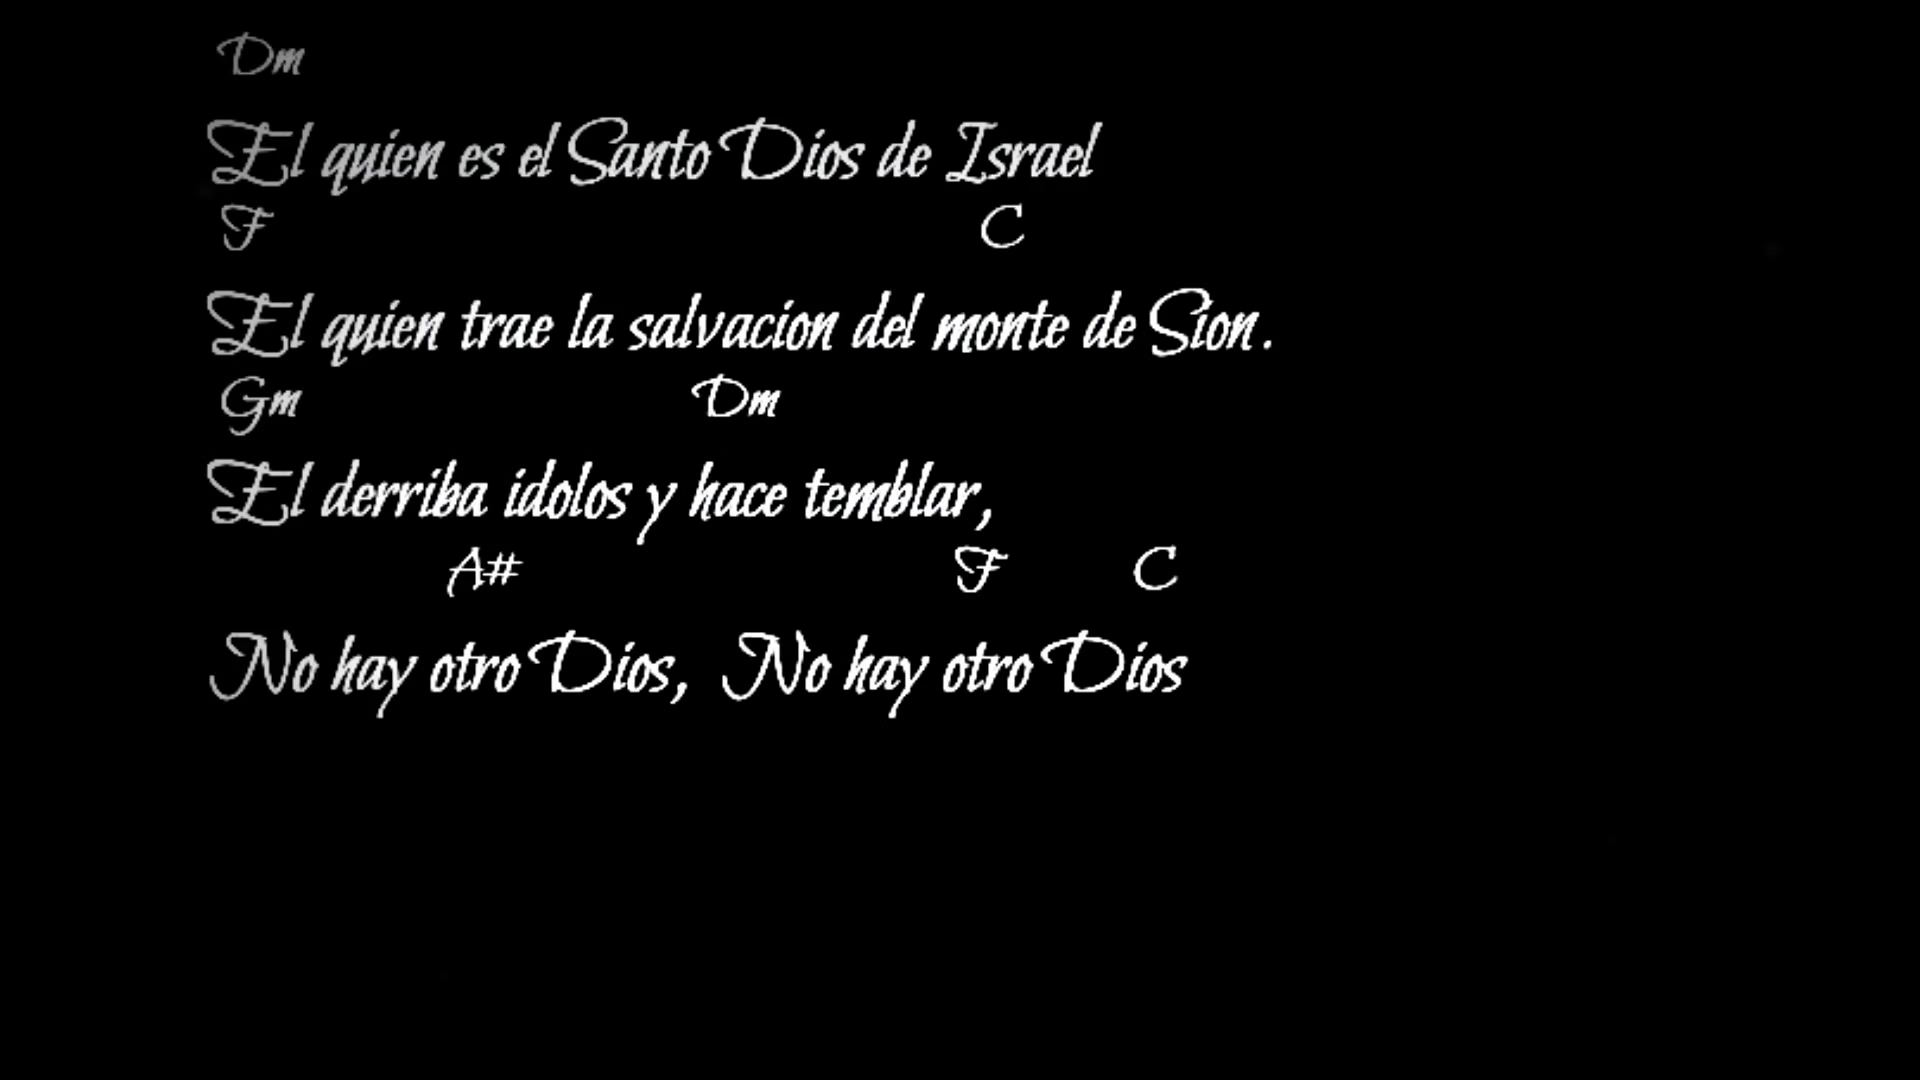 Dm
El quien es el Santo Dios de Israel
F C
El quien trae la salvacion del monte de Sion.
Gm Dm
El derriba idolos y hace temblar,
A# F C
No hay otro Dios, No hay otro Dios